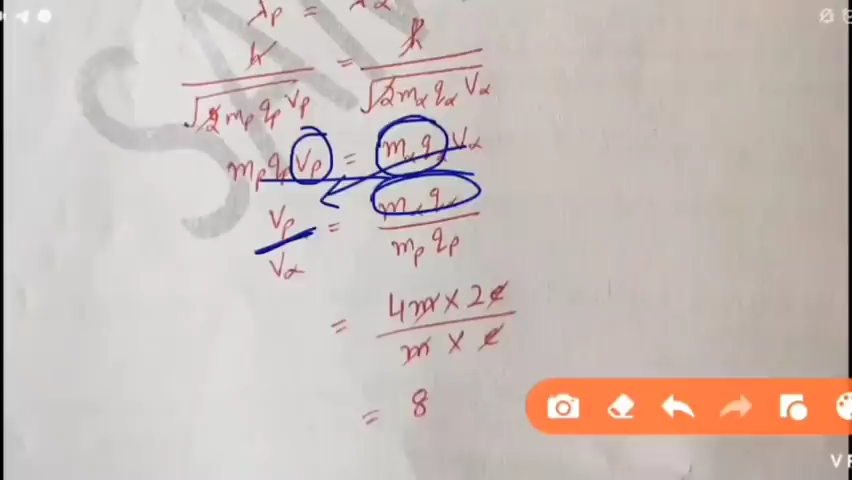 λp = λα
h/√2 mp qp Vp = h/√2 mα qα Vα
mp qp Vp = mα qα Vα
Vp/Vα = mα qα/mp qp
= 4m × 2e/m × e
= 8
SAN
V